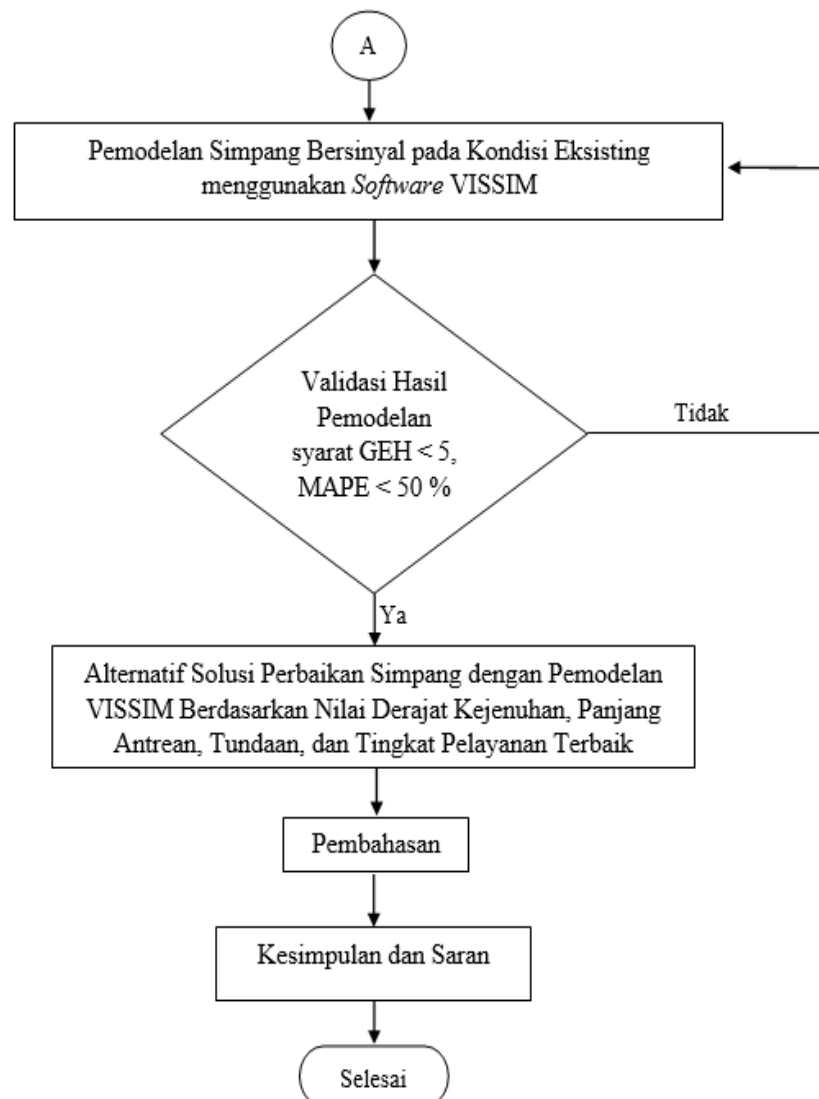 A
Pemodelan Simpang Bersinyal pada Kondisi Eksisting
menggunakan Software VISSIM
Validasi Hasil
Pemodelan
syarat GEH < 5,
MAPE < 50 %
Tidak
Ya
Alternatif Solusi Perbaikan Simpang dengan Pemodelan
VISSIM Berdasarkan Nilai Derajat Kejenuhan, Panjang
Antrean, Tundaan, dan Tingkat Pelayanan Terbaik
Pembahasan
Kesimpulan dan Saran
Selesai